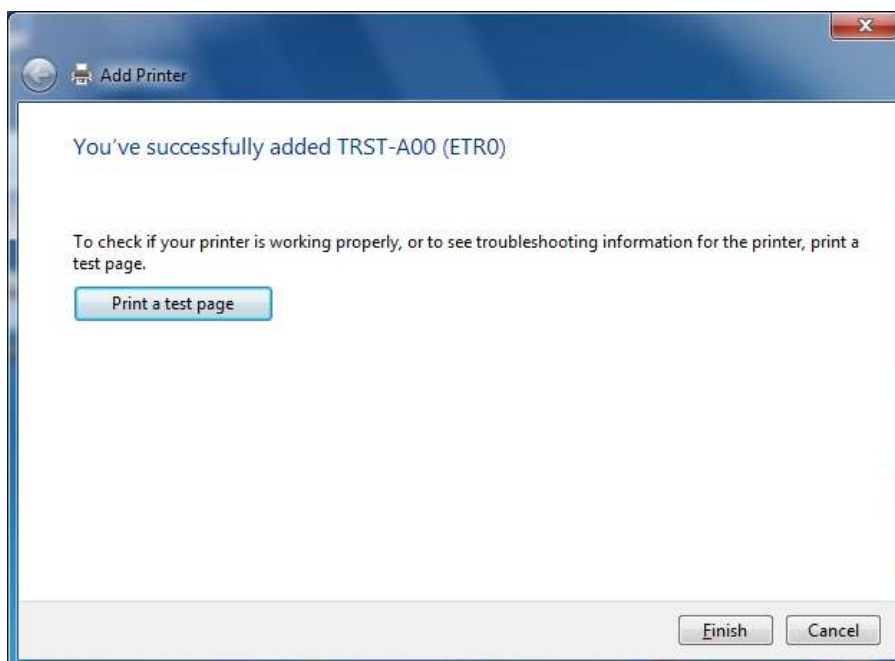 Add Printer
You've successfully added TRST-A00 (ETR0)
To check if your printer is working properly, or to see troubleshooting information for the printer, print a
test page.
Print a test page
Finish
Cancel